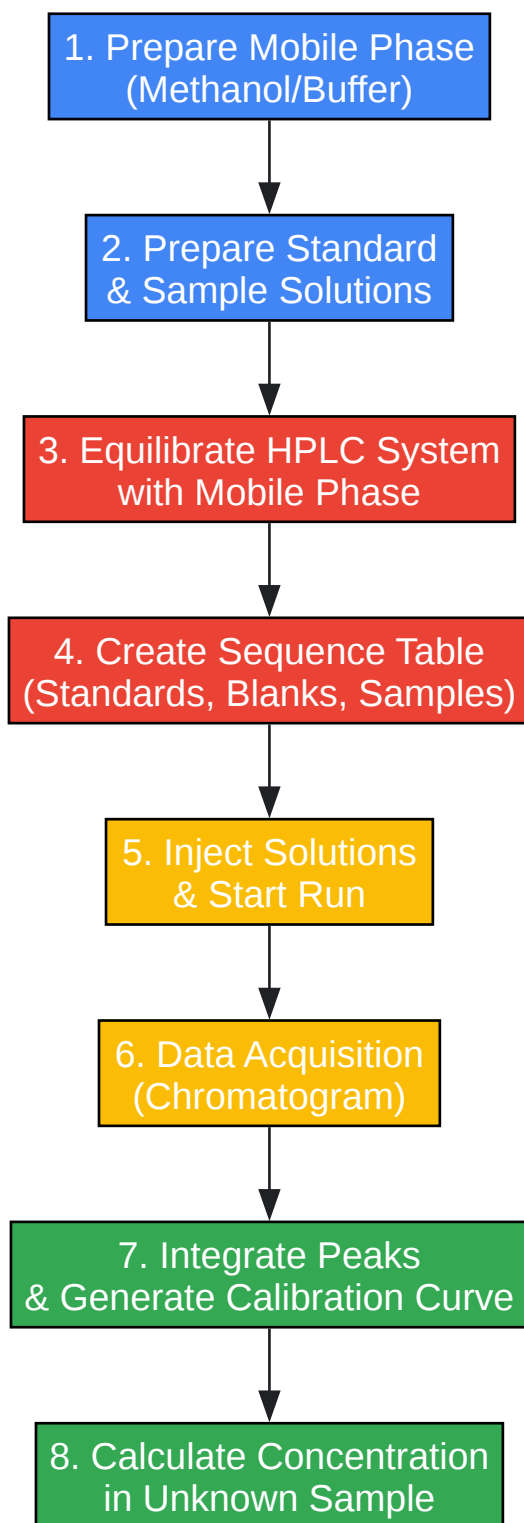 1. Prepare Mobile Phase
(Methanol/Buffer)
2. Prepare Standard
& Sample Solutions
3. Equilibrate HPLC System
with Mobile Phase
4. Create Sequence Table
(Standards, Blanks, Samples)
5. Inject Solutions
& Start Run
6. Data Acquisition
(Chromatogram)
7. Integrate Peaks
& Generate Calibration Curve
8. Calculate Concentration
in Unknown Sample